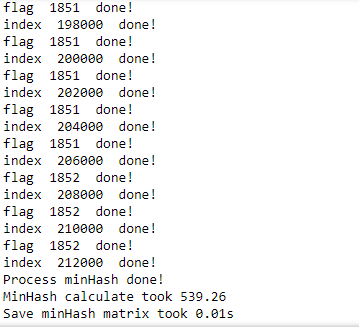 flag  1851  done!
index  198000  done!
flag  1851  done!
index  200000  done!
flag  1851  done!
index  202000  done!
flag  1851  done!
index  204000  done!
flag  1851  done!
index  206000  done!
flag  1852  done!
index  208000  done!
flag  1852  done!
index  210000  done!
flag  1852  done!
index  212000  done!
Process minHash done!
MinHash calculate took 539.26
Save minHash matrix took 0.01s